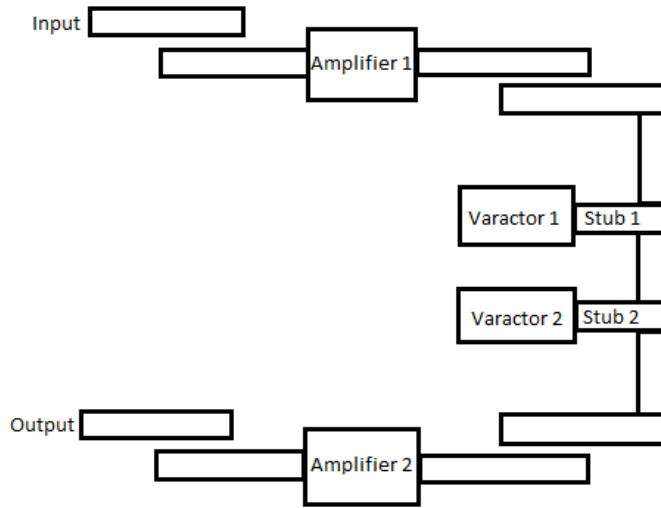 Input
Amplifier 1
Varactor 1
Stub 1
Varactor 2
Stub 2
Output
Amplifier 2